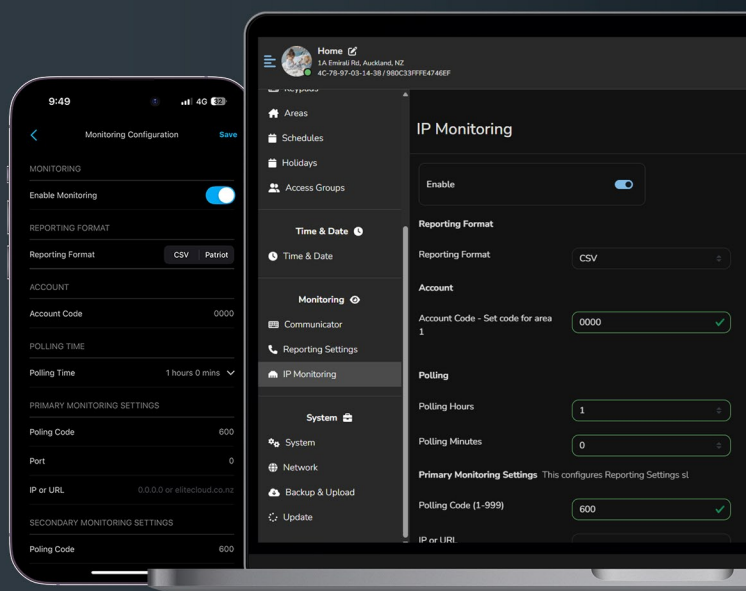 9:49
4G 32
Monitoring Configuration
Save
MONITORING
Enable Monitoring
REPORTING FORMAT
Reporting Format CSV Patriot
ACCOUNT
Account Code 0000
POLLING TIME
Polling Time 1 hours 0 mins
PRIMARY MONITORING SETTINGS
Poling Code 600
Port 0
IP or URL 0.0.0.0 or elitecloud.co.nz
SECONDARY MONITORING SETTINGS
Poling Code 600
Home
1A Emirali Rd, Auckland, NZ
4C-78-97-03-14-38 / 980C33FFFE4746EF
Keypads
Areas
Schedules
Holidays
Access Groups
Time & Date
Time & Date
Monitoring
Communicator
Reporting Settings
IP Monitoring
System
System
Network
Backup & Upload
Update
IP Monitoring
Enable
Reporting Format
Reporting Format CSV
Account
Account Code - Set code for area
1
0000
Polling
Polling Hours 1
Polling Minutes 0
Primary Monitoring Settings This configures Reporting Settings sl
Polling Code (1-999) 600
IP or URL